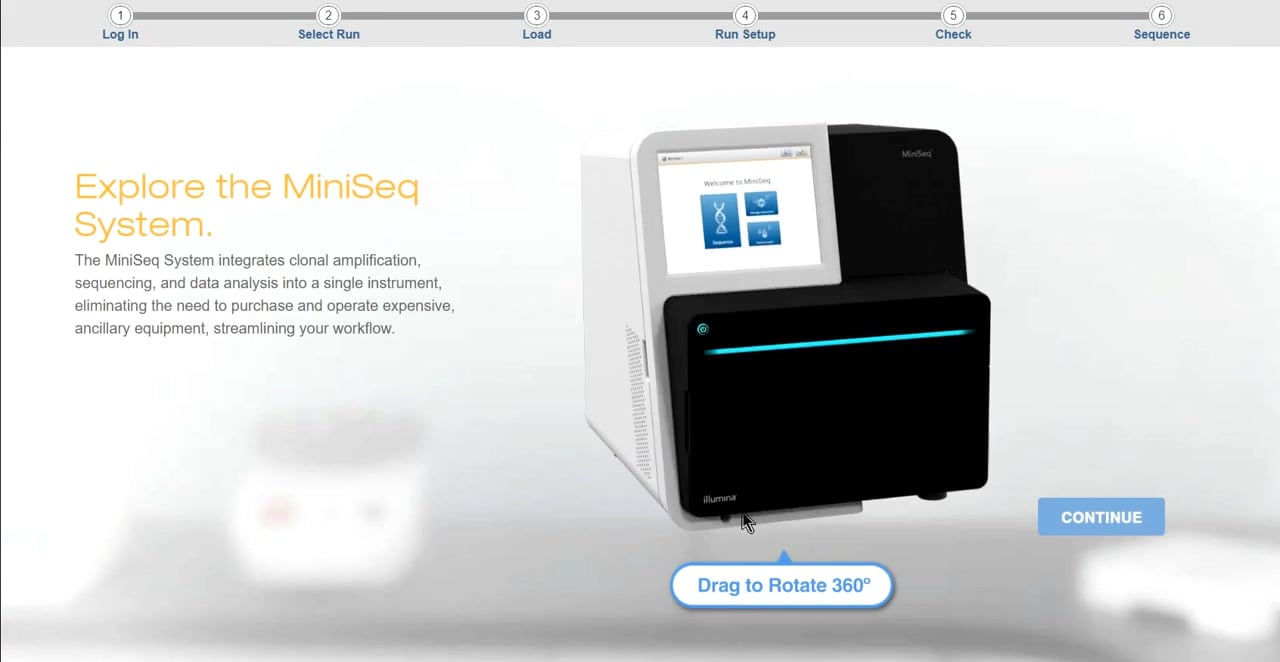 1
2
3
4
5
6
Log In
Select Run
Load
Run Setup
Check
Sequence
Explore the MiniSeq
System.
The MiniSeq System integrates clonal amplification,
sequencing, and data analysis into a single instrument,
eliminating the need to purchase and operate expensive,
ancillary equipment, streamlining your workflow.
MiniSeq
Welcome to MiniSeq
Sequence
illumina
CONTINUE
Drag to Rotate 360º